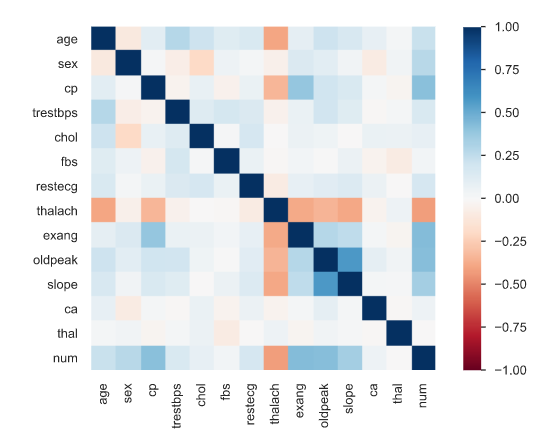 age
sex
cp
trestbps
chol
fbs
restecg
thalach
exang
oldpeak
slope
ca
thal
num
age
sex
cp
trestbps
chol
fbs
restecg
thalach
exang
oldpeak
slope
ca
thal
num
1.00
0.75
0.50
0.25
0.00
−0.25
−0.50
−0.75
−1.00